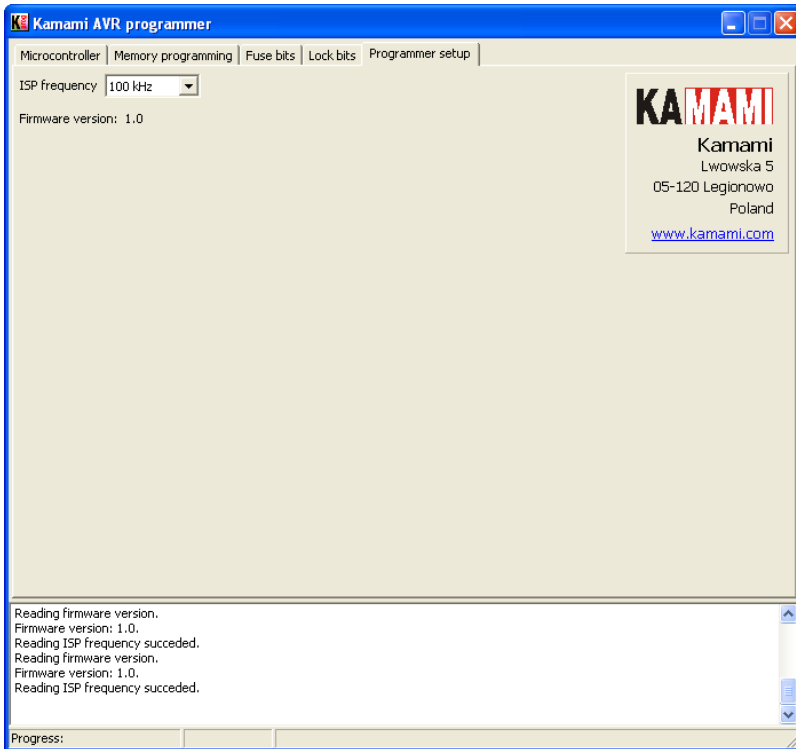 Kamami AVR programmer
Microcontroller Memory programming Fuse bits Lock bits Programmer setup
ISP frequency 100 kHz
Firmware version: 1.0
KAMAMI
Kamami
Lwowska 5
05-120 Legionowo
Poland
www.kamami.com
Reading firmware version.
Firmware version: 1.0.
Reading ISP frequency succeded.
Reading firmware version.
Firmware version: 1.0.
Reading ISP frequency succeded.
Progress: